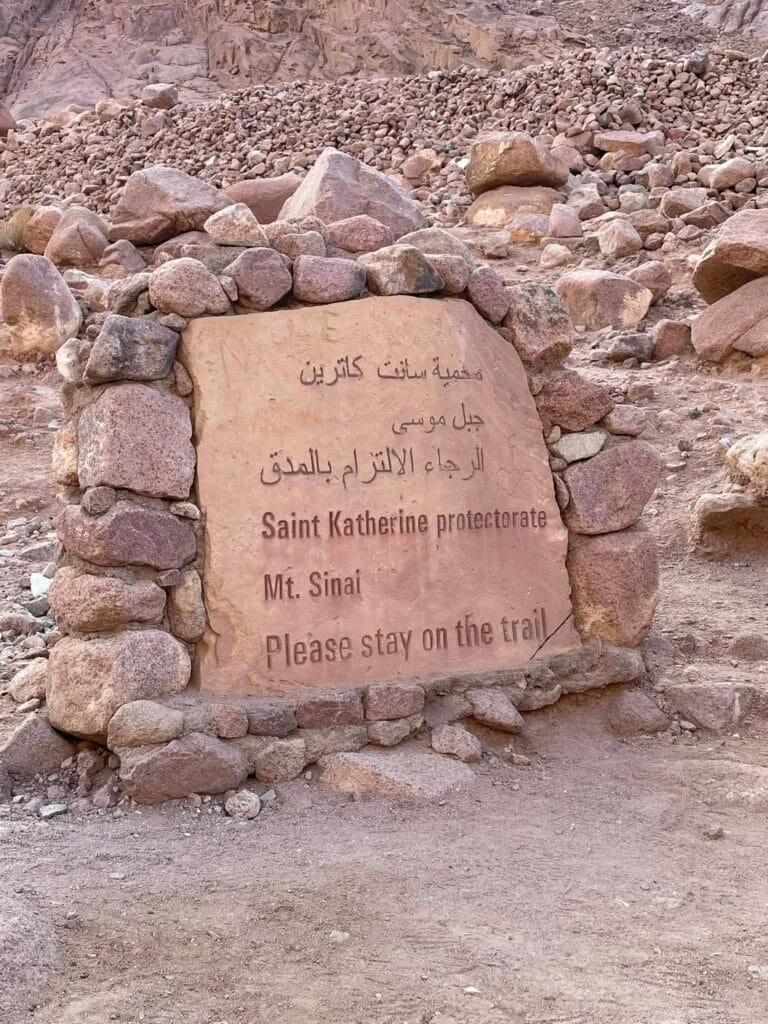 محمية سانت كاترين
جبل موسى
الرجاء الالتزام بالمدق
Saint Katherine protectorate
Mt. Sinai
Please stay on the trail